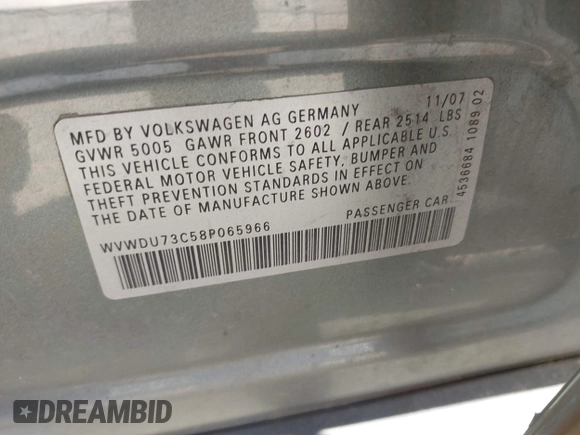 MFD BY VOLKSWAGEN AG GERMANY 11/07
GVWR 5005 GAWR FRONT 2602 / REAR 2514 LBS
THIS VEHICLE CONFORMS TO ALL APPLICABLE U.S.
FEDERAL MOTOR VEHICLE SAFETY, BUMPER AND
THEFT PREVENTION STANDARDS IN EFFECT ON
THE DATE OF MANUFACTURE SHOWN ABOVE.
4536684 1089 02
WVWDU73C58P065966 PASSENGER CAR
DREAMBID